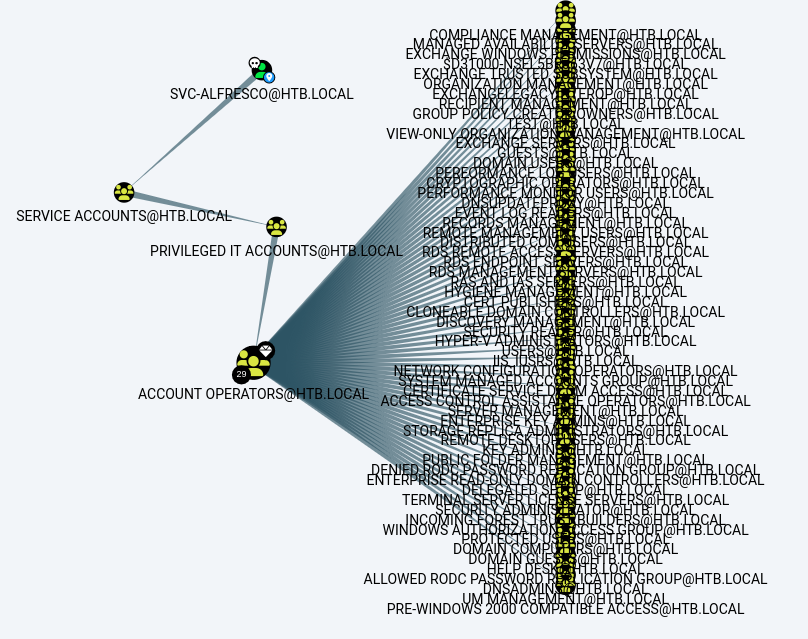 SVC-ALFRESCO@HTB.LOCAL
SERVICE ACCOUNTS@HTB.LOCAL
PRIVILEGED IT ACCOUNTS@HTB.LOCAL
29
ACCOUNT OPERATORS@HTB.LOCAL
COMPLIANCE MANAGEMENT@HTB.LOCAL
MANAGED AVAILABILITY SERVERS@HTB.LOCAL
EXCHANGE WINDOWS PERMISSIONS@HTB.LOCAL
EXCHANGE TRUSTED SUBSYSTEM@HTB.LOCAL
ORGANIZATION MANAGEMENT@HTB.LOCAL
EXCHANGELEGACYINTEROP@HTB.LOCAL
RECIPIENT MANAGEMENT@HTB.LOCAL
GROUP POLICY CREATOR OWNERS@HTB.LOCAL
TEST@HTB.LOCAL
VIEW-ONLY ORGANIZATION MANAGEMENT@HTB.LOCAL
EXCHANGE SERVERS@HTB.LOCAL
GUESTS@HTB.LOCAL
DOMAIN USERS@HTB.LOCAL
PERFORMANCE LOG USERS@HTB.LOCAL
CRYPTOGRAPHIC OPERATORS@HTB.LOCAL
PERFORMANCE MONITOR USERS@HTB.LOCAL
DNSUPDATEPROXY@HTB.LOCAL
EVENT LOG READERS@HTB.LOCAL
RECORDS MANAGEMENT@HTB.LOCAL
REMOTE MANAGEMENT USERS@HTB.LOCAL
DISTRIBUTED COM USERS@HTB.LOCAL
RDS REMOTE ACCESS SERVERS@HTB.LOCAL
RDS ENDPOINT SERVERS@HTB.LOCAL
RDS MANAGEMENT SERVERS@HTB.LOCAL
RAS AND IAS SERVERS@HTB.LOCAL
HYGIENE MANAGEMENT@HTB.LOCAL
CERT PUBLISHERS@HTB.LOCAL
CLONEABLE DOMAIN CONTROLLERS@HTB.LOCAL
DISCOVERY MANAGEMENT@HTB.LOCAL
SECURITY READER@HTB.LOCAL
HYPER-V ADMINISTRATORS@HTB.LOCAL
USERS@HTB.LOCAL
IIS_IUSRS@HTB.LOCAL
NETWORK CONFIGURATION OPERATORS@HTB.LOCAL
SYSTEM MANAGED ACCOUNTS GROUP@HTB.LOCAL
CERTIFICATE SERVICE DCOM ACCESS@HTB.LOCAL
ACCESS CONTROL ASSISTANCE OPERATORS@HTB.LOCAL
SERVER MANAGEMENT@HTB.LOCAL
ENTERPRISE KEY ADMINS@HTB.LOCAL
STORAGE REPLICA ADMINISTRATORS@HTB.LOCAL
REMOTE DESKTOP USERS@HTB.LOCAL
KEY ADMINS@HTB.LOCAL
PUBLIC FOLDER MANAGEMENT@HTB.LOCAL
DENIED RODC PASSWORD REPLICATION GROUP@HTB.LOCAL
ENTERPRISE READ-ONLY DOMAIN CONTROLLERS@HTB.LOCAL
DELEGATED SETUP@HTB.LOCAL
TERMINAL SERVER LICENSE SERVERS@HTB.LOCAL
SECURITY ADMINISTRATOR@HTB.LOCAL
INCOMING FOREST TRUST BUILDERS@HTB.LOCAL
WINDOWS AUTHORIZATION ACCESS GROUP@HTB.LOCAL
PROTECTED USERS@HTB.LOCAL
DOMAIN COMPUTERS@HTB.LOCAL
DOMAIN GUESTS@HTB.LOCAL
HELP DESK@HTB.LOCAL
ALLOWED RODC PASSWORD REPLICATION GROUP@HTB.LOCAL
DNSADMINS@HTB.LOCAL
UM MANAGEMENT@HTB.LOCAL
PRE-WINDOWS 2000 COMPATIBLE ACCESS@HTB.LOCAL